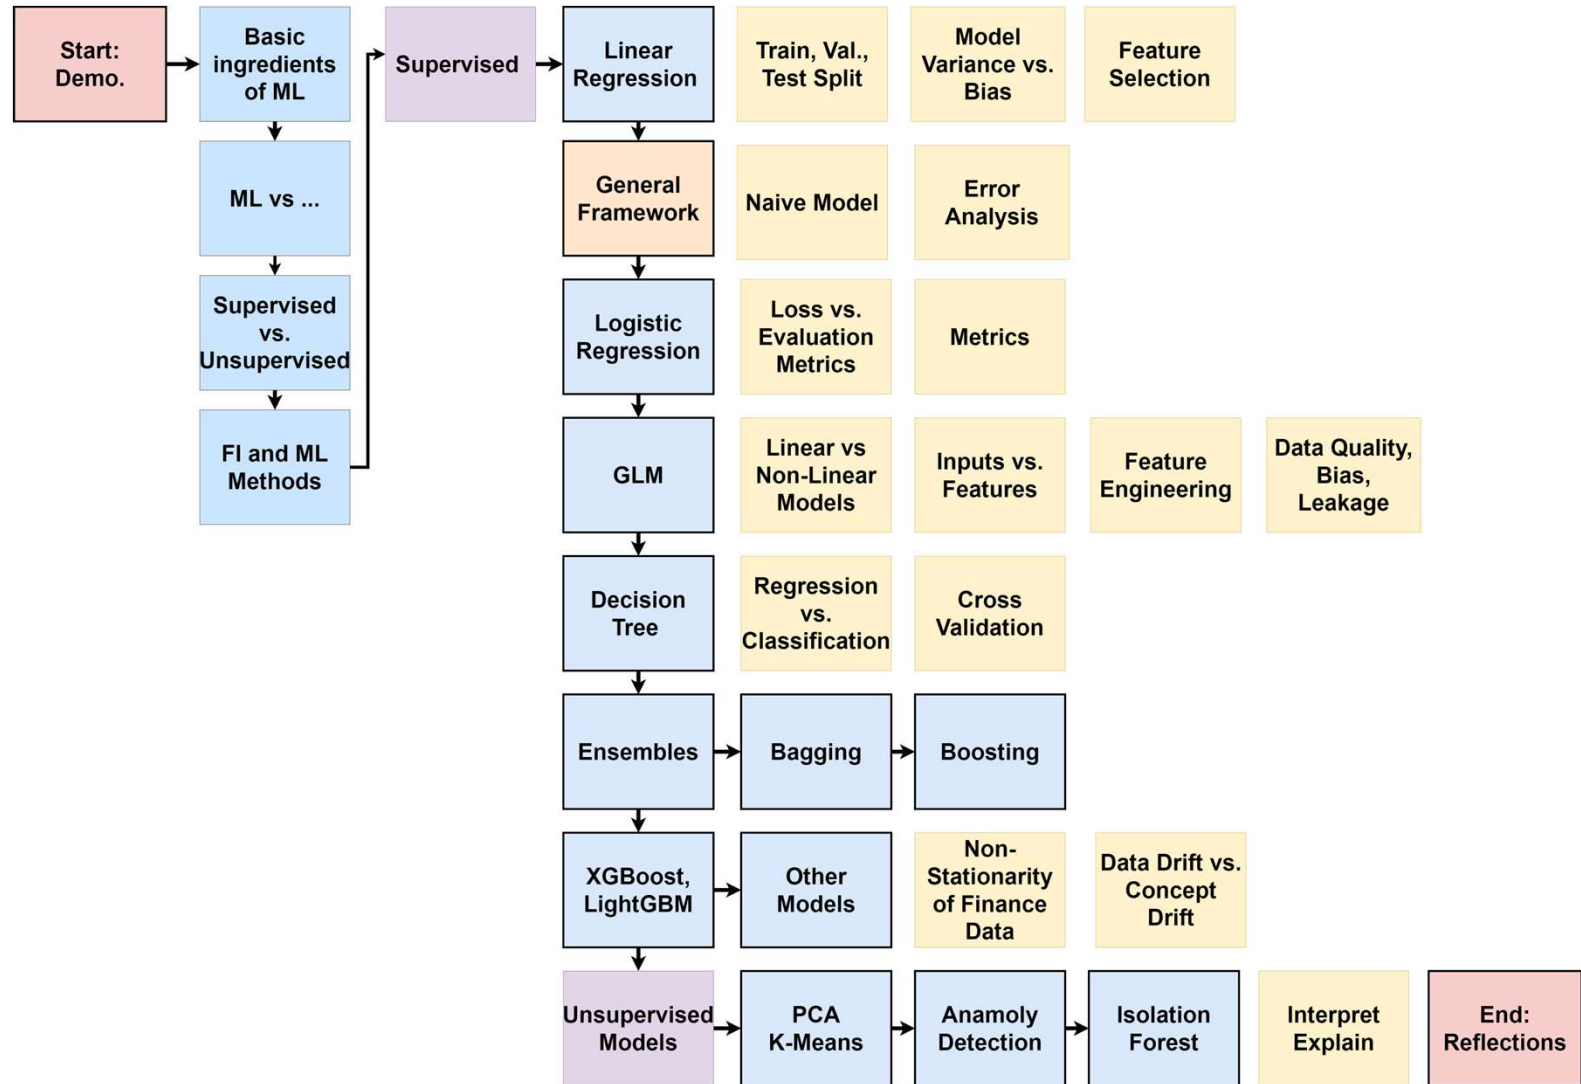 Start:
Demo.
Basic
ingredients
of ML
Supervised
Linear
Regression
Train, Val.,
Test Split
Model
Variance vs.
Bias
Feature
Selection
ML vs ...
General
Framework
Naive Model
Error
Analysis
Supervised
vs.
Unsupervised
Logistic
Regression
Loss vs.
Evaluation
Metrics
Metrics
FI and ML
Methods
GLM
Linear vs
Non-Linear
Models
Inputs vs.
Features
Feature
Engineering
Data Quality,
Bias,
Leakage
Decision
Tree
Regression
vs.
Classification
Cross
Validation
Ensembles
Bagging
Boosting
XGBoost,
LightGBM
Other
Models
Non-
Stationarity
of Finance
Data
Data Drift vs.
Concept
Drift
Unsupervised
Models
PCA
K-Means
Anamoly
Detection
Isolation
Forest
Interpret
Explain
End:
Reflections